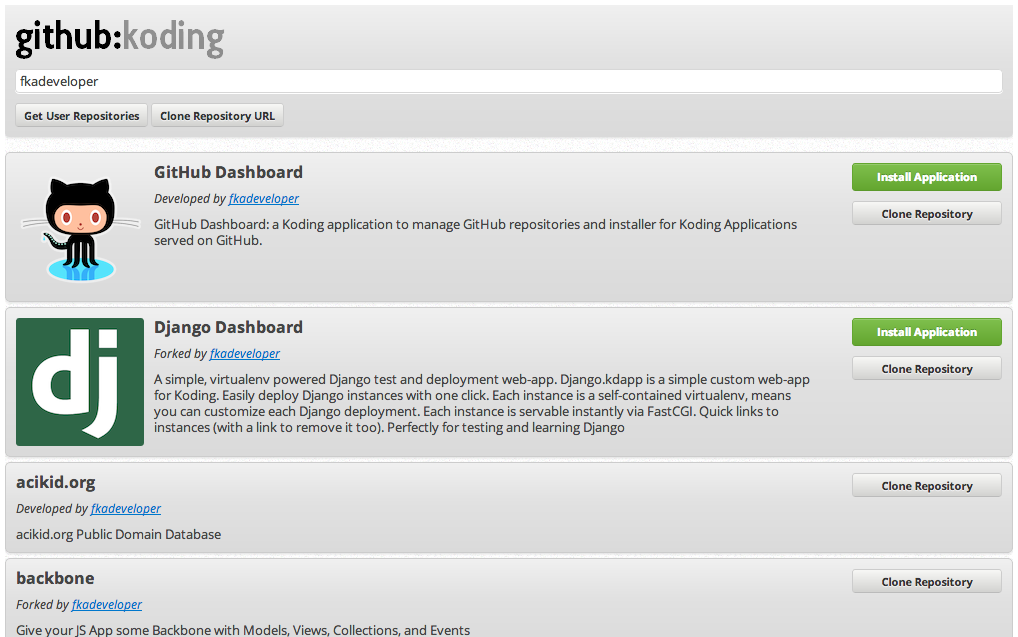 github:koding
fkadeveloper
Get User Repositories
Clone Repository URL
GitHub Dashboard
Install Application
Developed by fkadeveloper
Clone Repository
GitHub Dashboard: a Koding application to manage GitHub repositories and installer for Koding Applications
served on GitHub.
dj
Django Dashboard
Install Application
Forked by fkadeveloper
Clone Repository
A simple, virtualenv powered Django test and deployment web-app. Django.kdapp is a simple custom web-app
for Koding. Easily deploy Django instances with one click. Each instance is a self-contained virtualenv, means
you can customize each Django deployment. Each instance is servable instantly via FastCGI. Quick links to
instances (with a link to remove it too). Perfectly for testing and learning Django
acikid.org
Clone Repository
Developed by fkadeveloper
acikid.org Public Domain Database
backbone
Clone Repository
Forked by fkadeveloper
Give your JS App some Backbone with Models, Views, Collections, and Events